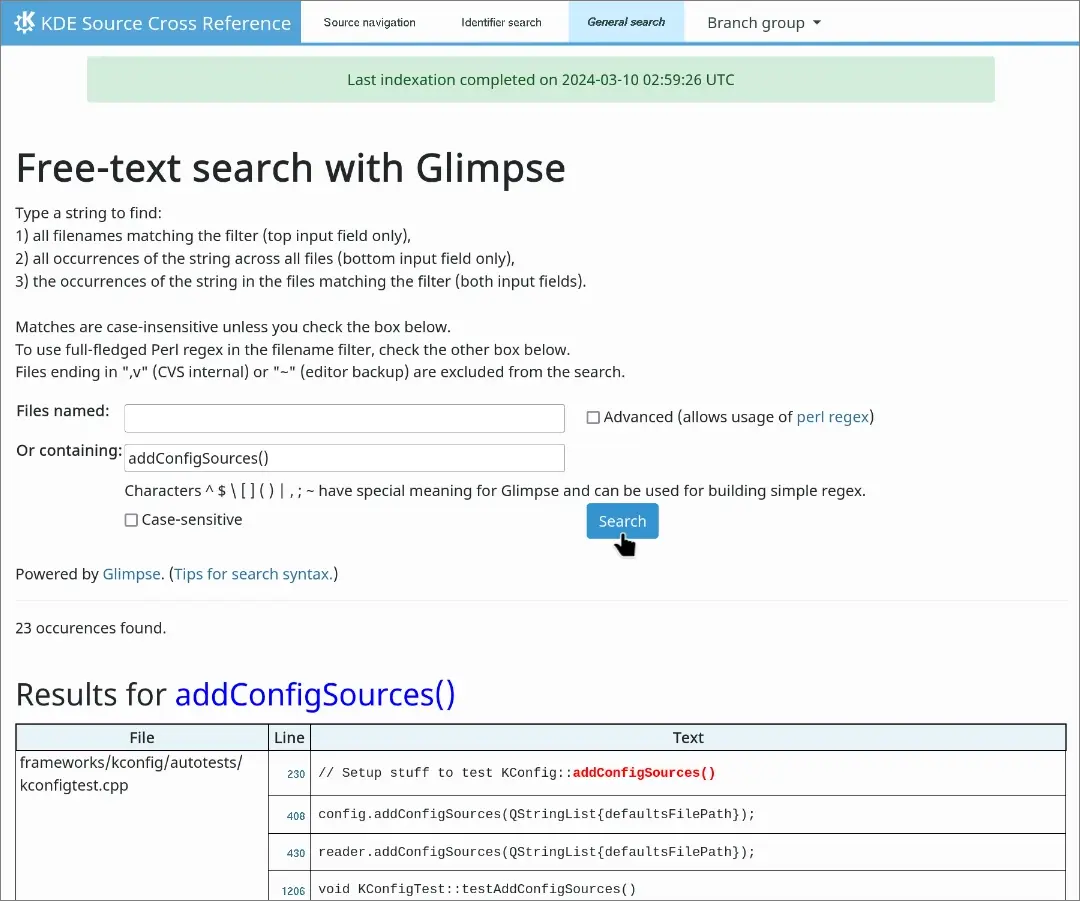 KDE Source Cross Reference
Source navigation
Identifier search
General search
Branch group
Last indexation completed on 2024-03-10 02:59:26 UTC
Free-text search with Glimpse
Type a string to find:
1) all filenames matching the filter (top input field only),
2) all occurrences of the string across all files (bottom input field only),
3) the occurrences of the string in the files matching the filter (both input fields).
Matches are case-insensitive unless you check the box below.
To use full-fledged Perl regex in the filename filter, check the other box below.
Files ending in ",v" (CVS internal) or "~" (editor backup) are excluded from the search.
Files named:
Advanced (allows usage of perl regex)
Or containing: addConfigSources()
Characters ^ $ \ [ ] ( ) | , ; ~ have special meaning for Glimpse and can be used for building simple regex.
Case-sensitive
Search
Powered by Glimpse. (Tips for search syntax.)
23 occurences found.
Results for addConfigSources()
File Line Text
frameworks/kconfig/autotests/
kconfigtest.cpp
230 // Setup stuff to test KConfig::addConfigSources()
408 config.addConfigSources(QStringList{defaultsFilePath});
430 reader.addConfigSources(QStringList{defaultsFilePath});
1206 void KConfigTest::testAddConfigSources()